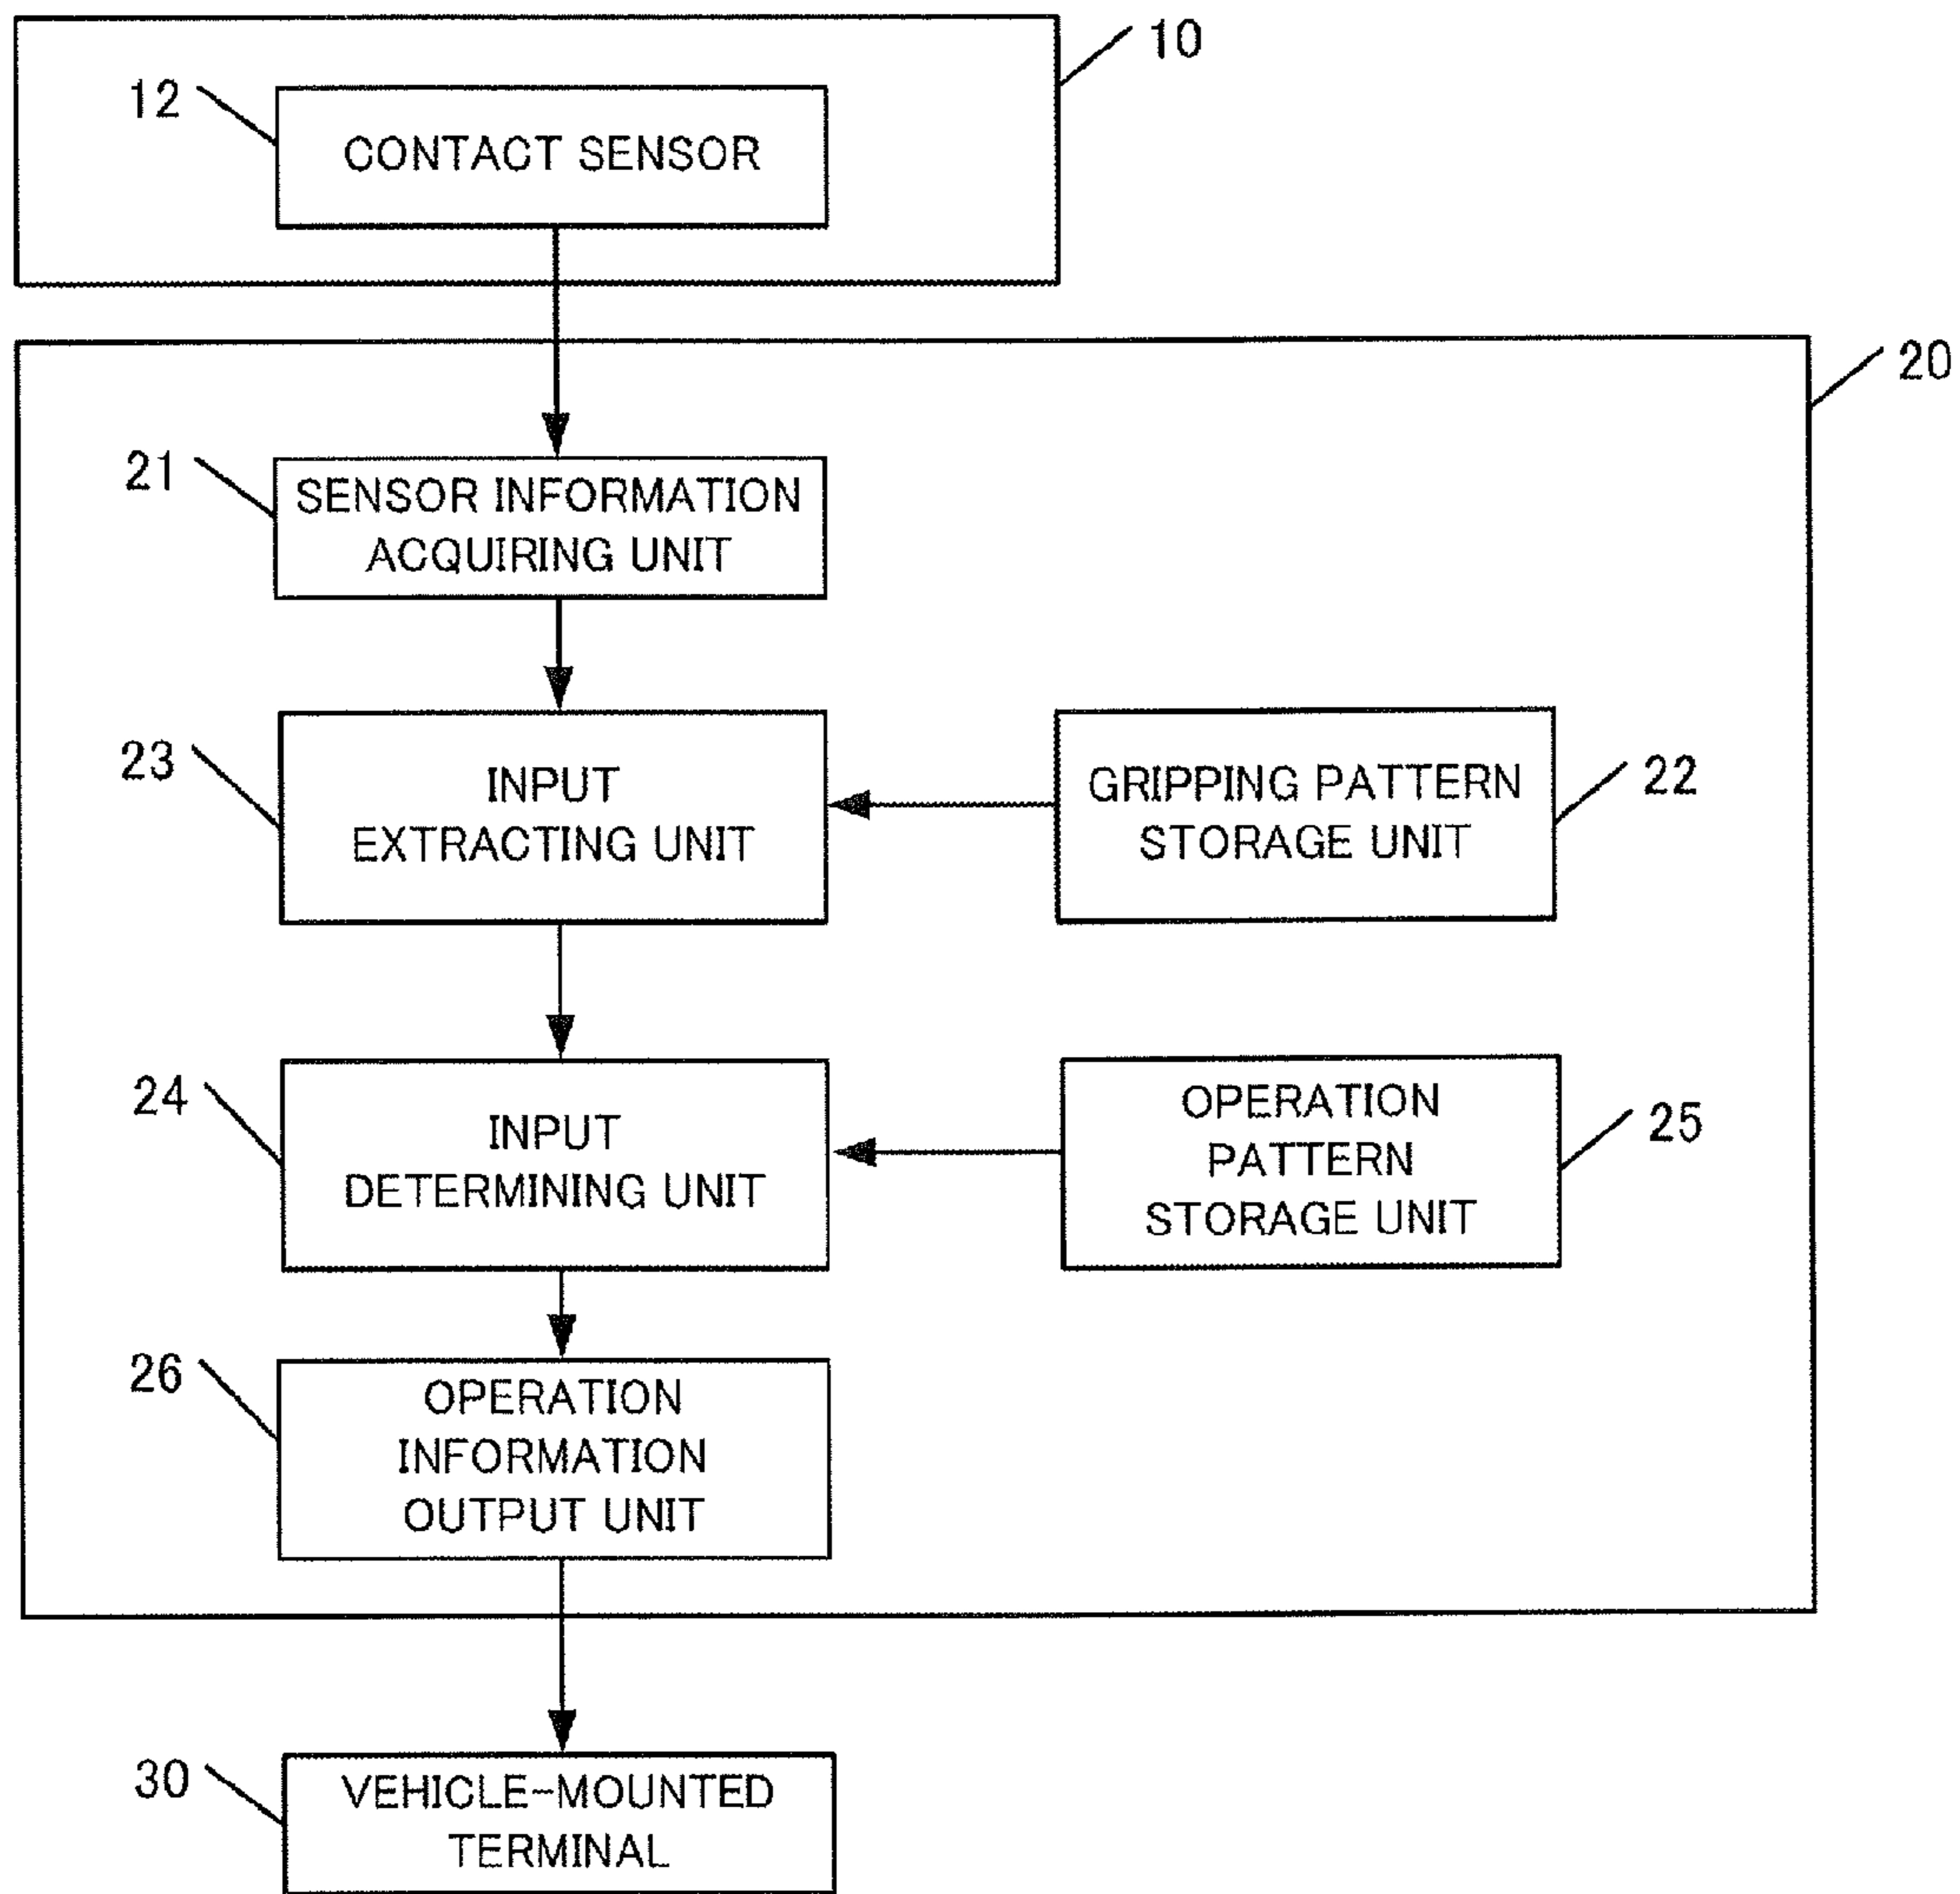 10
12
CONTACT SENSOR
20
21
SENSOR INFORMATION
ACQUIRING UNIT
23
INPUT
EXTRACTING UNIT
GRIPPING PATTERN
STORAGE UNIT
22
24
INPUT
DETERMINING UNIT
OPERATION
PATTERN
STORAGE UNIT
25
26
OPERATION
INFORMATION
OUTPUT UNIT
30
VEHICLE-MOUNTED
TERMINAL